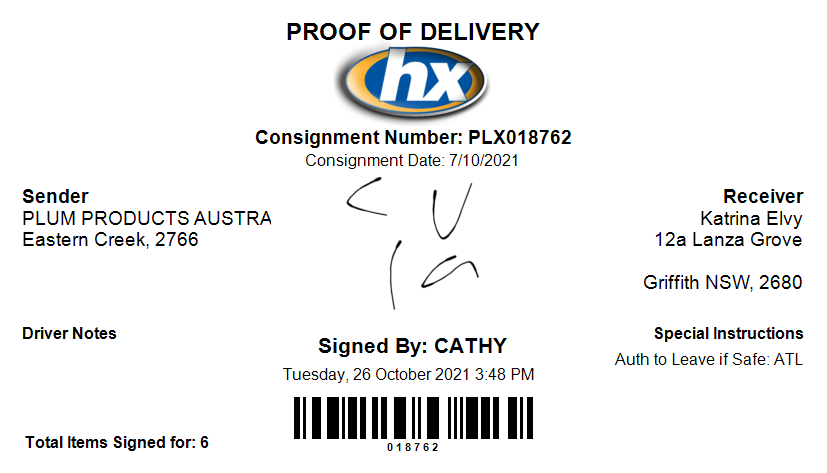 PROOF OF DELIVERY
hx
Consignment Number: PLX018762
Consignment Date: 7/10/2021
Sender
PLUM PRODUCTS AUSTRA
Eastern Creek, 2766
Receiver
Katrina Elvy
12a Lanza Grove
Griffith NSW, 2680
Driver Notes
Signed By: CATHY
Tuesday, 26 October 2021 3:48 PM
Special Instructions
Auth to Leave if Safe: ATL
Total Items Signed for: 6
018762